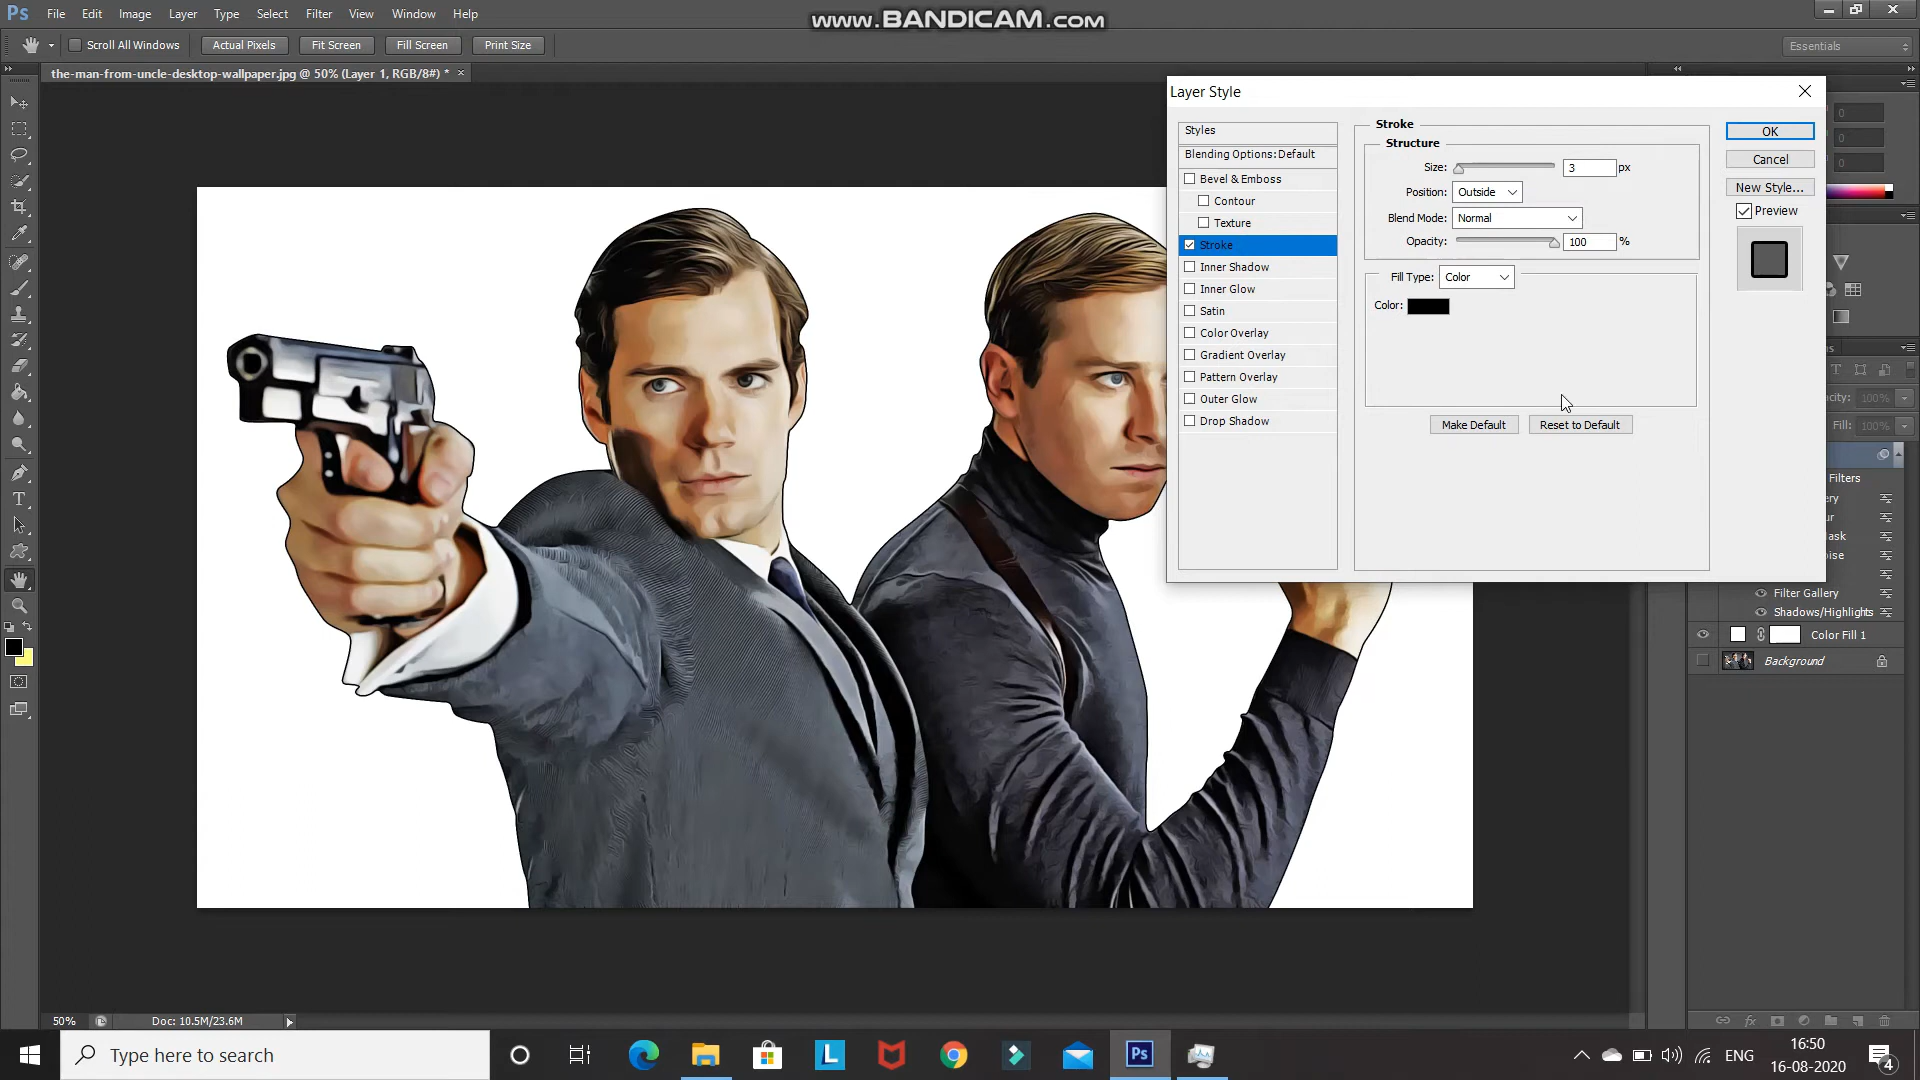 Ps File Edit Image Layer Type Select Filter View Window Help
www.BANDICAM.com
Scroll All Windows Actual Pixels Fit Screen Fill Screen Print Size
Essentials
the-man-from-uncle-desktop-wallpaper.jpg @ 50% (Layer 1, RGB/8#) *
Layer Style
Styles
Blending Options: Default
Bevel & Emboss
Contour
Texture
Stroke
Inner Shadow
Inner Glow
Satin
Color Overlay
Gradient Overlay
Pattern Overlay
Outer Glow
Drop Shadow
Stroke
Structure
Size: 3 px
Position: Outside
Blend Mode: Normal
Opacity: 100 %
Fill Type: Color
Color:
Make Default Reset to Default
OK
Cancel
New Style...
Preview
0
0
0
100%
Fill: 100%
Filters
Filter Gallery
Shadows/Highlights
Color Fill 1
Background
50% Doc: 10.5M/23.6M
Type here to search
L
Ps
ENG
16:50
16-08-2020
4